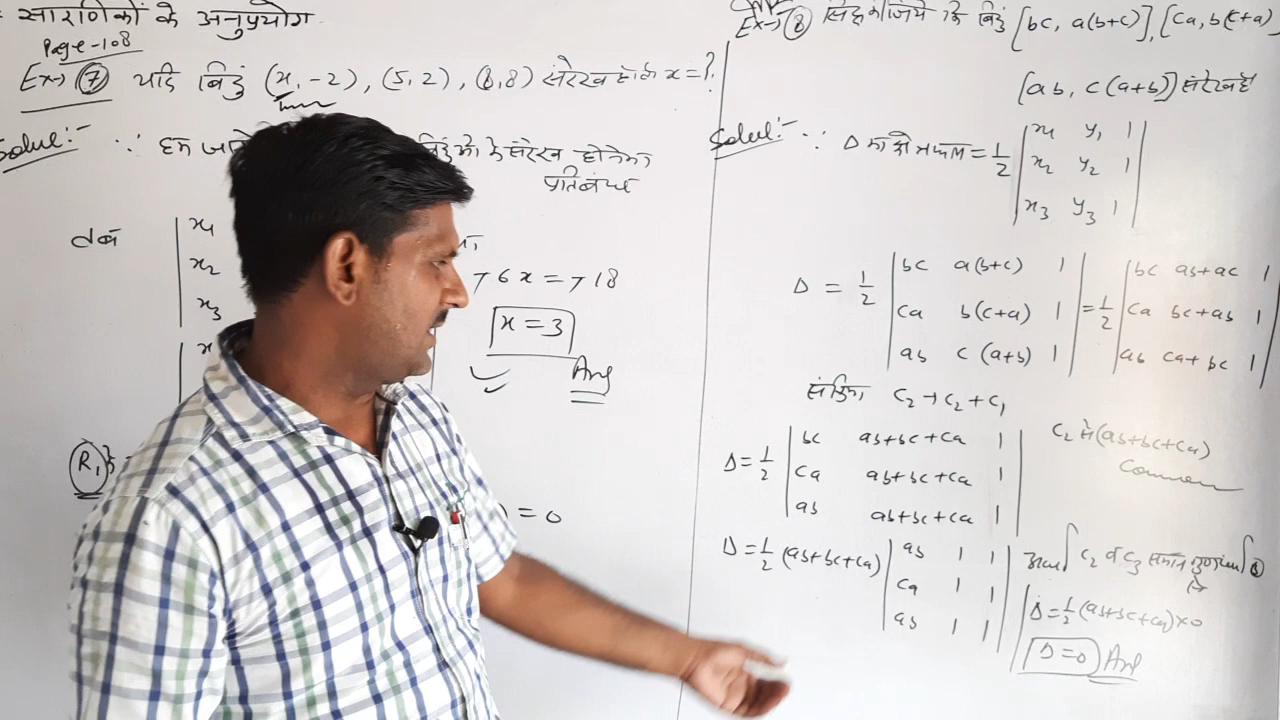 सारणिकों के अनुप्रयोग
Page-108
Ex→ (7) यदि बिंदु (x, -2), (5, 2), (8, 8) संरेख हो तो x = ?
Solu:- ∵ हम जानते
के संरेख होने का
प्रतिबंध
तब
x1
x2
x3
x
+ 6x = + 18
x = 3
Ans
R1 के
= 0
Imp
Ex→ (8) सिद्ध कीजिये कि बिंदु [bc, a(b+c)], [ca, b(c+a)]
[ab, c(a+b)] संरेख है
Solu:- ∵ Δ का क्षेत्रफल = 1/2 | x1 y1 1 |
| x2 y2 1 |
| x3 y3 1 |
Δ = 1/2 | bc a(b+c) 1 | = 1/2 | bc ab+ac 1 |
| ca b(c+a) 1 | | ca bc+ab 1 |
| ab c(a+b) 1 | | ab ca+bc 1 |
संक्रिया C2 → C2 + C1
Δ = 1/2 | bc ab+bc+ca 1 |
| ca ab+bc+ca 1 |
| ab ab+bc+ca 1 |
C2 से (ab+bc+ca)
Common
Δ = 1/2 (ab+bc+ca) | ab 1 1 |
| ca 1 1 |
| ab 1 1 |
C2 व C3 समान
Δ = 1/2 (ab+bc+ca) × 0
Δ = 0 Ans